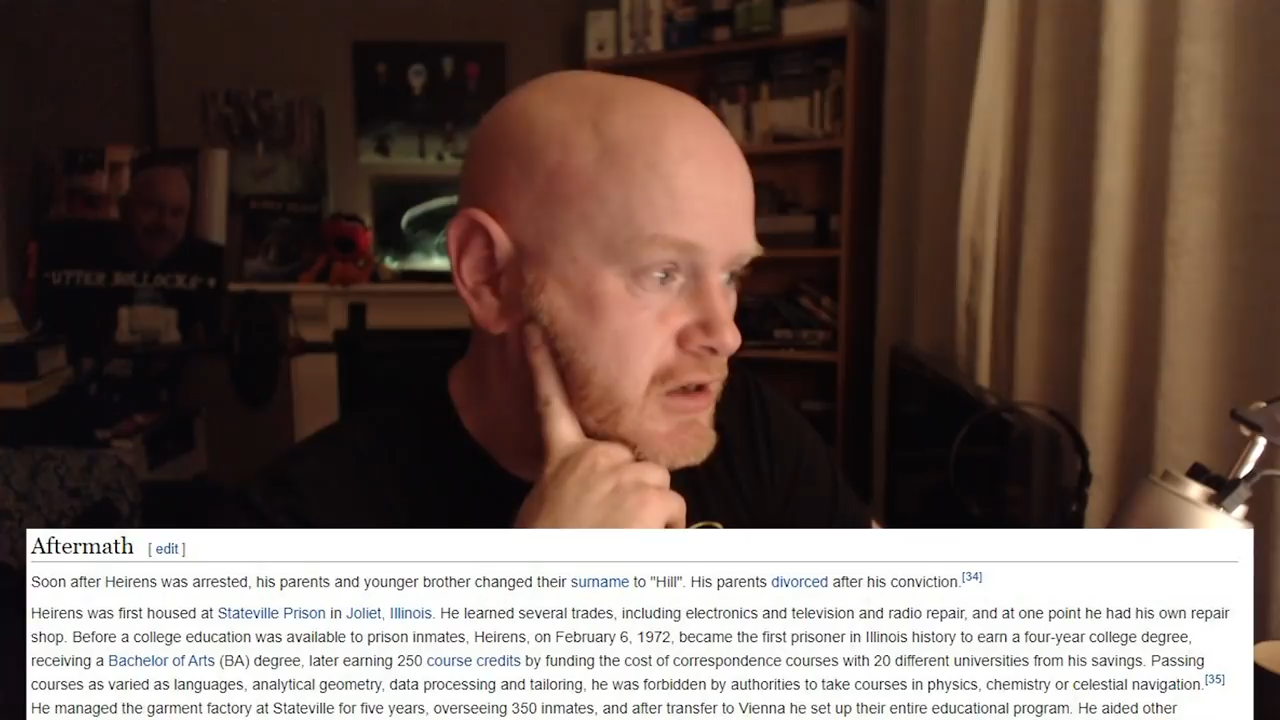 -UTTER BOLLOCKS-
Aftermath [ edit ]
Soon after Heirens was arrested, his parents and younger brother changed their surname to "Hill". His parents divorced after his conviction.[34]
Heirens was first housed at Stateville Prison in Joliet, Illinois. He learned several trades, including electronics and television and radio repair, and at one point he had his own repair
shop. Before a college education was available to prison inmates, Heirens, on February 6, 1972, became the first prisoner in Illinois history to earn a four-year college degree,
receiving a Bachelor of Arts (BA) degree, later earning 250 course credits by funding the cost of correspondence courses with 20 different universities from his savings. Passing
courses as varied as languages, analytical geometry, data processing and tailoring, he was forbidden by authorities to take courses in physics, chemistry or celestial navigation.[35]
He managed the garment factory at Stateville for five years, overseeing 350 inmates, and after transfer to Vienna he set up their entire educational program. He aided other